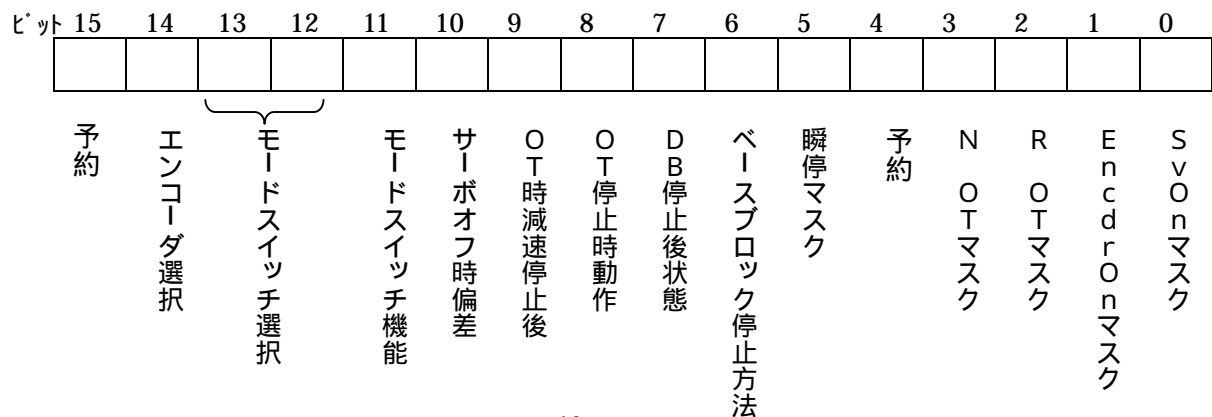 ﾋﾞｯﾄ 15 14 13 12 11 10 9 8 7 6 5 4 3 2 1 0
予約
エンコーダ選択
モードスイッチ選択
モードスイッチ機能
サーボオフ時偏差
OT時減速停止後
OT停止時動作
DB停止後状態
ベースブロック停止方法
瞬停マスク
予約
N OTマスク
R OTマスク
EncdrOnマスク
SvOnマスク